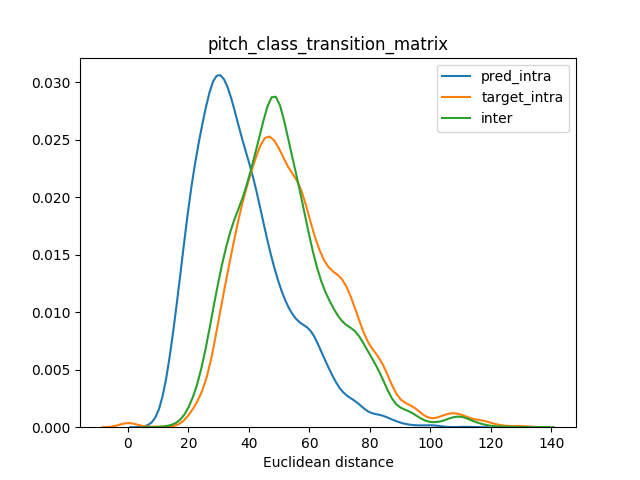 pitch_class_transition_matrix
pred_intra
target_intra
inter
0.030
0.025
0.020
0.015
0.010
0.005
0.000
0 20 40 60 80 100 120 140
Euclidean distance